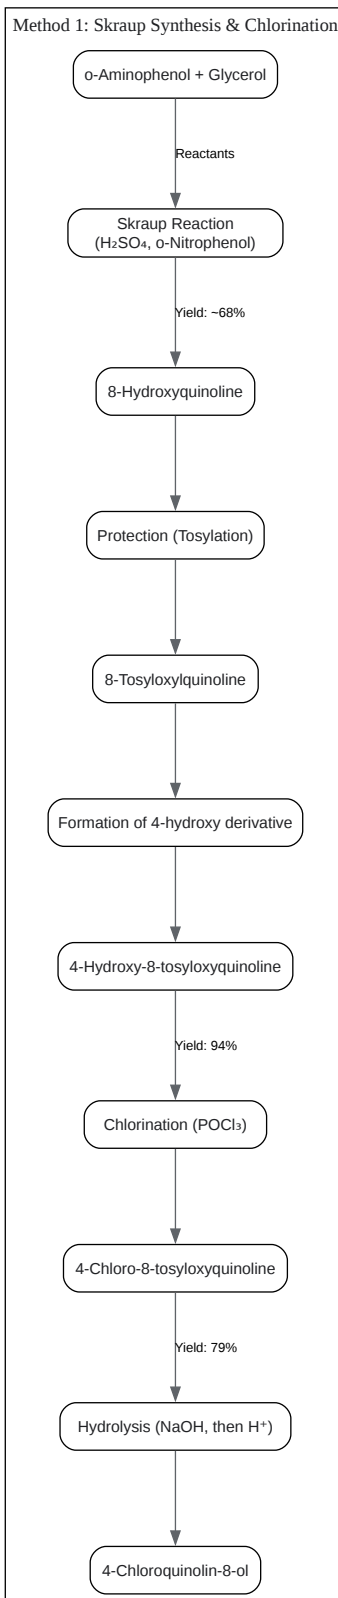 Method 1: Skraup Synthesis & Chlorination
o-Aminophenol + Glycerol
Reactants
Skraup Reaction
(H₂SO₄, o-Nitrophenol)
Yield: ~68%
8-Hydroxyquinoline
Protection (Tosylation)
8-Tosyloxylquinoline
Formation of 4-hydroxy derivative
4-Hydroxy-8-tosyloxyquinoline
Yield: 94%
Chlorination (POCl₃)
4-Chloro-8-tosyloxyquinoline
Yield: 79%
Hydrolysis (NaOH, then H⁺)
4-Chloroquinolin-8-ol